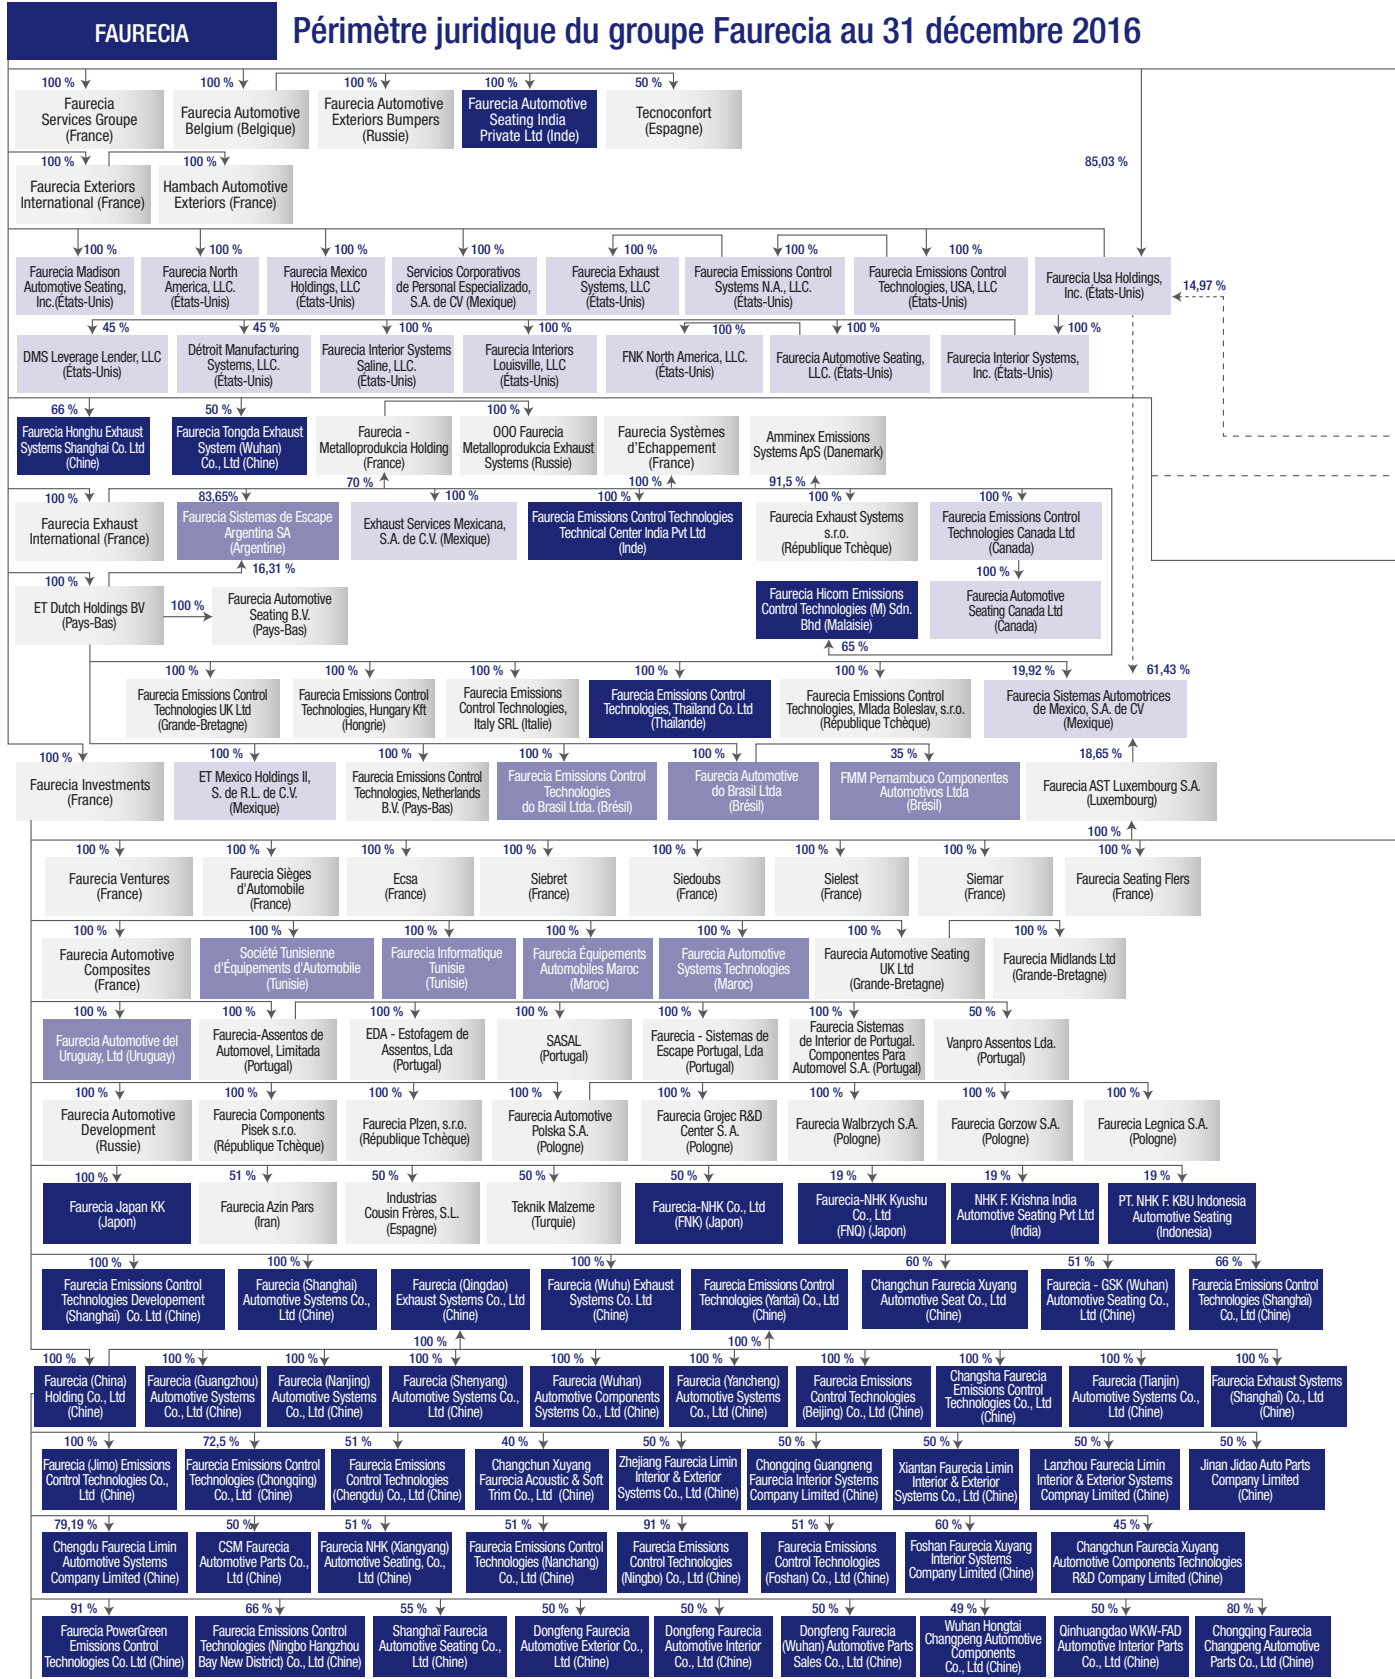 FAURECIA
Périmètre juridique du groupe Faurecia au 31 décembre 2016
100 %
100 %
100 %
100 %
50 %
Faurecia
Services Groupe
(France)
Faurecia Automotive
Belgium (Belgique)
Faurecia Automotive
Exteriors Bumpers
(Russie)
Faurecia Automotive
Seating India
Private Ltd (Inde)
Tecnoconfort
(Espagne)
100 %
100 %
85,03 %
Faurecia Exteriors
International (France)
Hambach Automotive
Exteriors (France)
100 %
100 %
100 %
100 %
100 %
100 %
100 %
Faurecia Madison
Automotive Seating,
Inc.(États-Unis)
Faurecia North
America, LLC.
(États-Unis)
Faurecia Mexico
Holdings, LLC
(États-Unis)
Servicios Corporativos
de Personal Especializado,
S.A. de CV (Mexique)
Faurecia Exhaust
Systems, LLC
(États-Unis)
Faurecia Emissions Control
Systems N.A., LLC.
(États-Unis)
Faurecia Emissions Control
Technologies, USA, LLC
(États-Unis)
Faurecia Usa Holdings,
Inc. (États-Unis)
14,97 %
45 %
45 %
100 %
100 %
100 %
100 %
100 %
DMS Leverage Lender, LLC
(États-Unis)
Détroit Manufacturing
Systems, LLC.
(États-Unis)
Faurecia Interior Systems
Saline, LLC.
(États-Unis)
Faurecia Interiors
Louisville, LLC
(États-Unis)
FNK North America, LLC.
(États-Unis)
Faurecia Automotive Seating,
LLC. (États-Unis)
Faurecia Interior Systems,
Inc. (États-Unis)
66 %
50 %
100 %
Faurecia Honghu Exhaust
Systems Shanghai Co. Ltd
(Chine)
Faurecia Tongda Exhaust
System (Wuhan)
Co., Ltd (Chine)
Faurecia -
Metalloprodukcia Holding
(France)
OOO Faurecia
Metalloprodukcia Exhaust
Systems (Russie)
Faurecia Systèmes
d'Echappement
(France)
Amminex Emissions
Systems ApS (Danemark)
70 %
100 %
91,5 %
100 %
83,65%
100 %
100 %
100 %
100 %
Faurecia Exhaust
International (France)
Faurecia Sistemas de Escape
Argentina SA
(Argentine)
Exhaust Services Mexicana,
S.A. de C.V. (Mexique)
Faurecia Emissions Control Technologies
Technical Center India Pvt Ltd
(Inde)
Faurecia Exhaust Systems
s.r.o.
(République Tchèque)
Faurecia Emissions Control
Technologies Canada Ltd
(Canada)
16,31 %
100 %
100 %
ET Dutch Holdings BV
(Pays-Bas)
100 %
Faurecia Automotive
Seating B.V.
(Pays-Bas)
Faurecia Hicom Emissions
Control Technologies (M) Sdn.
Bhd (Malaisie)
Faurecia Automotive
Seating Canada Ltd
(Canada)
65 %
100 %
100 %
100 %
100 %
100 %
19,92 %
61,43 %
Faurecia Emissions Control
Technologies UK Ltd
(Grande-Bretagne)
Faurecia Emissions Control
Technologies, Hungary Kft
(Hongrie)
Faurecia Emissions
Control Technologies,
Italy SRL (Italie)
Faurecia Emissions Control
Technologies, Thaïland Co. Ltd
(Thaïlande)
Faurecia Emissions Control
Technologies, Mlada Boleslav, s.r.o.
(République Tchèque)
Faurecia Sistemas Automotrices
de Mexico, S.A. de CV
(Mexique)
100 %
100 %
100 %
100 %
100 %
35 %
18,65 %
Faurecia Investments
(France)
ET Mexico Holdings II,
S. de R.L. de C.V.
(Mexique)
Faurecia Emissions Control
Technologies, Netherlands
B.V. (Pays-Bas)
Faurecia Emissions Control
Technologies
do Brasil Ltda. (Brésil)
Faurecia Automotive
do Brasil Ltda
(Brésil)
FMM Pernambuco Componentes
Automotivos Ltda
(Brésil)
Faurecia AST Luxembourg S.A.
(Luxembourg)
100 %
100 %
100 %
100 %
100 %
100 %
100 %
100 %
100 %
Faurecia Ventures
(France)
Faurecia Sièges
d'Automobile
(France)
Ecsa
(France)
Siebret
(France)
Siedoubs
(France)
Sielest
(France)
Siemar
(France)
Faurecia Seating Flers
(France)
100 %
100 %
100 %
100 %
100 %
100 %
100 %
Faurecia Automotive
Composites
(France)
Société Tunisienne
d'Équipements d'Automobile
(Tunisie)
Faurecia Informatique
Tunisie
(Tunisie)
Faurecia Équipements
Automobiles Maroc
(Maroc)
Faurecia Automotive
Systems Technologies
(Maroc)
Faurecia Automotive Seating
UK Ltd
(Grande-Bretagne)
Faurecia Midlands Ltd
(Grande-Bretagne)
100 %
100 %
100 %
100 %
100 %
100 %
50 %
Faurecia Automotive del
Uruguay, Ltd (Uruguay)
Faurecia-Assentos de
Automovel, Limitada
(Portugal)
EDA - Estofagem de
Assentos, Lda
(Portugal)
SASAL
(Portugal)
Faurecia - Sistemas de
Escape Portugal, Lda
(Portugal)
Faurecia Sistemas
de Interior de Portugal.
Componentes Para
Automovel S.A. (Portugal)
Vanpro Assentos Lda.
(Portugal)
100 %
100 %
100 %
100 %
100 %
100 %
100 %
100 %
Faurecia Automotive
Development
(Russie)
Faurecia Components
Pisek s.r.o.
(République Tchèque)
Faurecia Plzen, s.r.o.
(République Tchèque)
Faurecia Automotive
Polska S.A.
(Pologne)
Faurecia Grojec R&D
Center S. A.
(Pologne)
Faurecia Walbrzych S.A.
(Pologne)
Faurecia Gorzow S.A.
(Pologne)
Faurecia Legnica S.A.
(Pologne)
100 %
51 %
50 %
50 %
50 %
19 %
19 %
19 %
Faurecia Japan KK
(Japon)
Faurecia Azin Pars
(Iran)
Industrias
Cousin Frères, S.L.
(Espagne)
Teknik Malzeme
(Turquie)
Faurecia-NHK Co., Ltd
(FNK) (Japon)
Faurecia-NHK Kyushu
Co., Ltd
(FNQ) (Japon)
NHK F. Krishna India
Automotive Seating Pvt Ltd
(India)
PT. NHK F. KBU Indonesia
Automotive Seating
(Indonesia)
100 %
100 %
100 %
60 %
51 %
66 %
Faurecia Emissions Control
Technologies Developement
(Shanghaï) Co. Ltd (Chine)
Faurecia (Shanghai)
Automotive Systems Co.,
Ltd (Chine)
Faurecia (Qingdao)
Exhaust Systems Co., Ltd
(Chine)
Faurecia (Wuhu) Exhaust
Systems Co. Ltd
(Chine)
Faurecia Emissions Control
Technologies (Yantai) Co., Ltd
(Chine)
Changchun Faurecia Xuyang
Automotive Seat Co., Ltd
(Chine)
Faurecia - GSK (Wuhan)
Automotive Seating Co.,
Ltd (Chine)
Faurecia Emissions Control
Technologies (Shanghaï)
Co., Ltd (Chine)
100 %
100 %
100 %
100 %
100 %
100 %
100 %
100 %
100 %
100 %
100 %
100 %
Faurecia (China)
Holding Co., Ltd
(Chine)
Faurecia (Guangzhou)
Automotive Systems
Co., Ltd (Chine)
Faurecia (Nanjing)
Automotive Systems
Co., Ltd (Chine)
Faurecia (Shenyang)
Automotive Systems Co.,
Ltd (Chine)
Faurecia (Wuhan)
Automotive Components
Systems Co., Ltd (Chine)
Faurecia (Yancheng)
Automotive Systems
Co., Ltd (Chine)
Faurecia Emissions
Control Technologies
(Beijing) Co., Ltd (Chine)
Changsha Faurecia
Emissions Control
Technologies Co., Ltd
(Chine)
Faurecia (Tianjin)
Automotive Systems Co.,
Ltd (Chine)
Faurecia Exhaust Systems
(Shanghaï) Co., Ltd
(Chine)
100 %
72,5 %
51 %
40 %
50 %
50 %
50 %
50 %
50 %
Faurecia (Jimo) Emissions
Control Technologies Co.,
Ltd (Chine)
Faurecia Emissions Control
Technologies (Chongqing)
Co., Ltd (Chine)
Faurecia Emissions
Control Technologies
(Chengdu) Co., Ltd (Chine)
Changchun Xuyang
Faurecia Acoustic & Soft
Trim Co., Ltd (Chine)
Zhejiang Faurecia Limin
Interior & Exterior
Systems Co., Ltd (Chine)
Chongqing Guangneng
Faurecia Interior Systems
Company Limited (Chine)
Xiantan Faurecia Limin
Interior & Exterior
Systems Co., Ltd (Chine)
Lanzhou Faurecia Limin
Interior & Exterior Systems
Compnay Limited (Chine)
Jinan Jidao Auto Parts
Company Limited
(Chine)
79,19 %
50 %
51 %
51 %
91 %
51 %
60 %
45 %
Chengdu Faurecia Limin
Automotive Systems
Company Limited (Chine)
CSM Faurecia
Automotive Parts Co.,
Ltd (Chine)
Faurecia NHK (Xiangyang)
Automotive Seating, Co.,
Ltd (Chine)
Faurecia Emissions Control
Technologies (Nanchang)
Co., Ltd (Chine)
Faurecia Emissions
Control Technologies
(Ningbo) Co., Ltd (Chine)
Faurecia Emissions
Control Technologies
(Foshan) Co., Ltd (Chine)
Foshan Faurecia Xuyang
Interior Systems
Company Limited (Chine)
Changchun Faurecia Xuyang
Automotive Components Technologies
R&D Company Limited (Chine)
91 %
66 %
55 %
50 %
50 %
50 %
49 %
50 %
80 %
Faurecia PowerGreen
Emissions Control
Technologies Co. Ltd (Chine)
Faurecia Emissions Control
Technologies (Ningbo Hangzhou
Bay New District) Co., Ltd (Chine)
Shanghaï Faurecia
Automotive Seating Co.,
Ltd (Chine)
Dongfeng Faurecia
Automotive Exterior Co.,
Ltd (Chine)
Dongfeng Faurecia
Automotive Interior
Co., Ltd (Chine)
Dongfeng Faurecia
(Wuhan) Automotive Parts
Sales Co., Ltd (Chine)
Wuhan Hongtai
Changpeng Automotive
Components
Co., Ltd (Chine)
Qinhuangdao WKW-FAD
Automotive Interior Parts
Co., Ltd (Chine)
Chongqing Faurecia
Changpeng Automotive
Parts Co., Ltd (Chine)